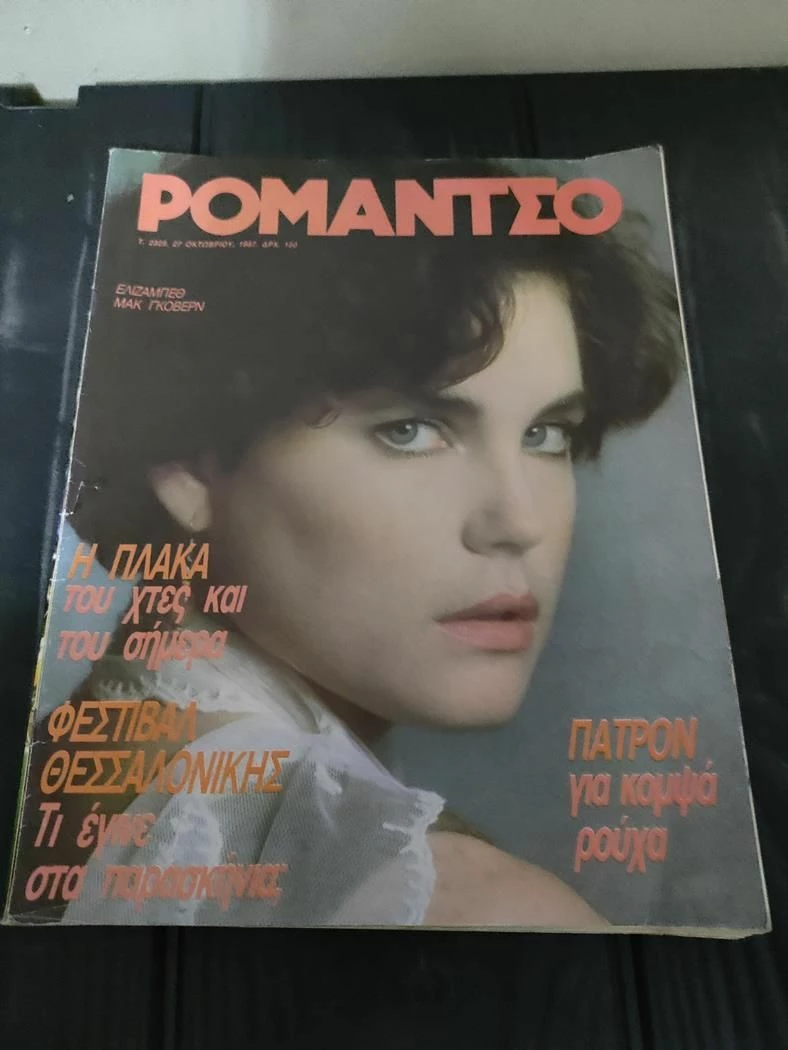 ΡΟΜΑΝΤΣΟ
Τ. 2329, 27 ΟΚΤΩΒΡΙΟΥ, 1987. ΔΡΧ. 150
ΕΛΙΖΑΜΠΕΘ
ΜΑΚ ΓΚΟΒΕΡΝ
Η ΠΛΑΚΑ
του χτες και
του σήμερα
ΦΕΣΤΙΒΑΛ
ΘΕΣΣΑΛΟΝΙΚΗΣ
Τι έγινε
στα παρασκήνια;
ΠΑΤΡΟΝ
για κομψά
ρούχα